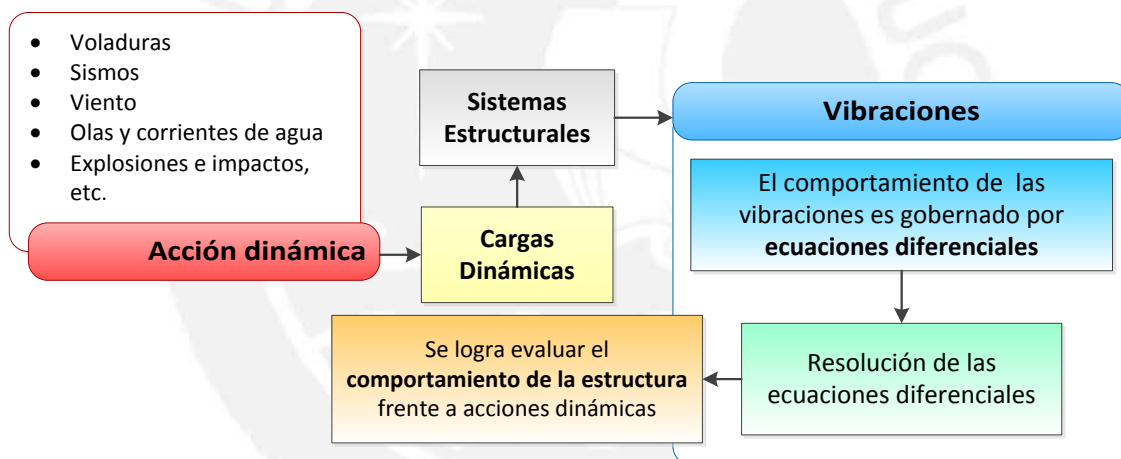 • Voladuras
• Sismos
• Viento
• Olas y corrientes de agua
• Explosiones e impactos,
etc.
Acción dinámica
Cargas
Dinámicas
Sistemas
Estructurales
Vibraciones
El comportamiento de las
vibraciones es gobernado por
ecuaciones diferenciales
Resolución de las
ecuaciones diferenciales
Se logra evaluar el
comportamiento de la estructura
frente a acciones dinámicas